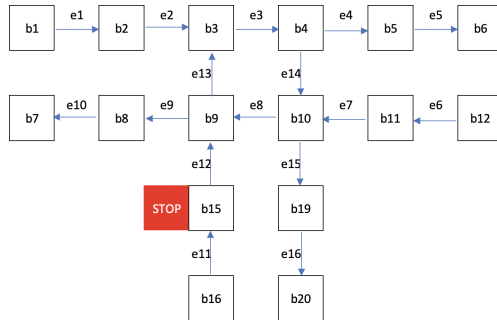 e1 e2 e3 e4 e5
b1 b2 b3 b4 b5 b6
e13 e14
e10 e9 e8 e7 e6
b7 b8 b9 b10 b11 b12
e12 e15
STOP b15 b19
e11 e16
b16 b20